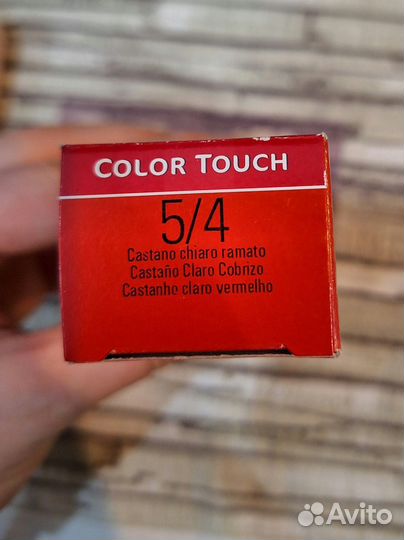 COLOR TOUCH
5/4
Castano chiaro ramato
Castaño Claro Cobrizo
Castanho claro vermelho
Avito